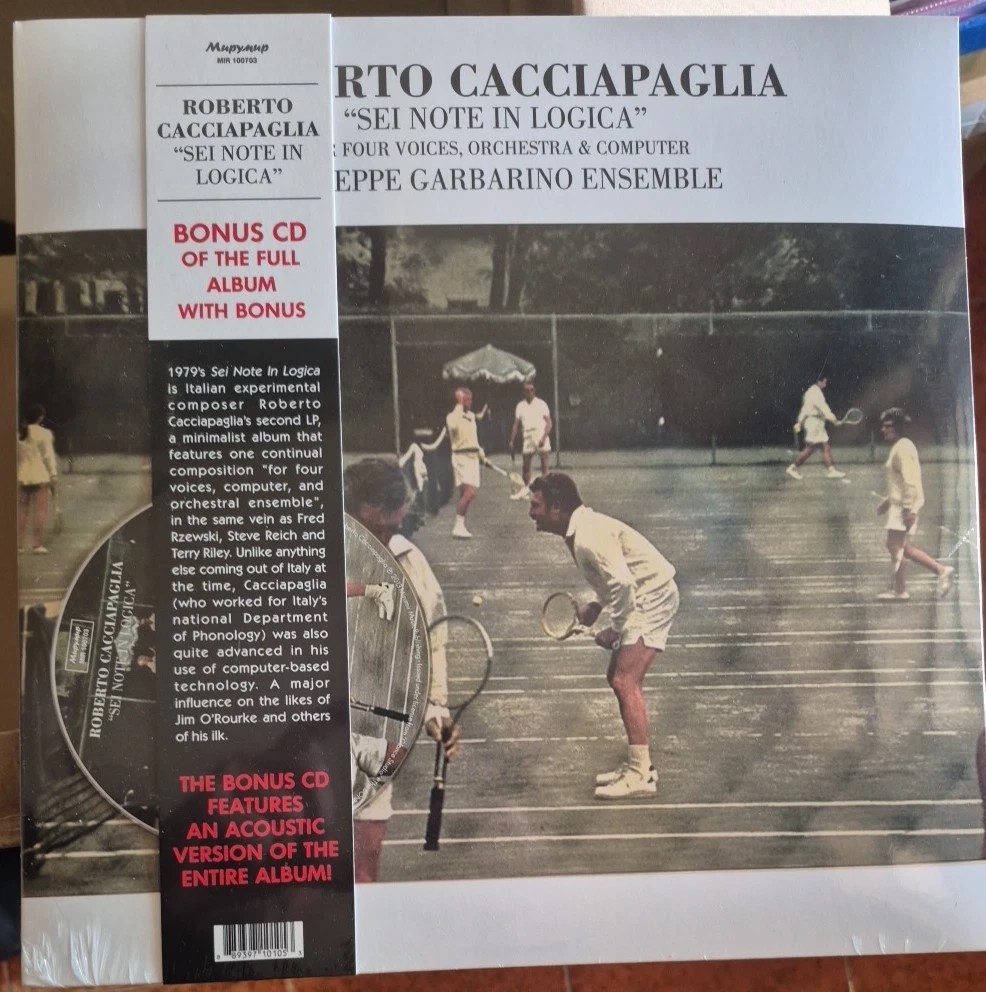 Мирумир
MIR 100703
ROBERTO
CACCIAPAGLIA
“SEI NOTE IN
LOGICA”
BONUS CD
OF THE FULL
ALBUM
WITH BONUS
1979's Sei Note In Logica
is Italian experimental
composer Roberto
Cacciapaglia's second LP,
a minimalist album that
features one continual
composition "for four
voices, computer, and
orchestral ensemble",
in the same vein as Fred
Rzewski, Steve Reich and
Terry Riley. Unlike anything
else coming out of Italy at
the time, Cacciapaglia
(who worked for Italy's
national Department
of Phonology) was also
quite advanced in his
use of computer-based
technology. A major
influence on the likes of
Jim O'Rourke and others
of his ilk.
THE BONUS CD
FEATURES
AN ACOUSTIC
VERSION OF THE
ENTIRE ALBUM!
RTO CACCIAPAGLIA
“SEI NOTE IN LOGICA”
R FOUR VOICES, ORCHESTRA & COMPUTER
EPPE GARBARINO ENSEMBLE
Мирумир
MIR 100703
ROBERTO CACCIAPAGLIA
“SEI NOTE IN LOGICA”